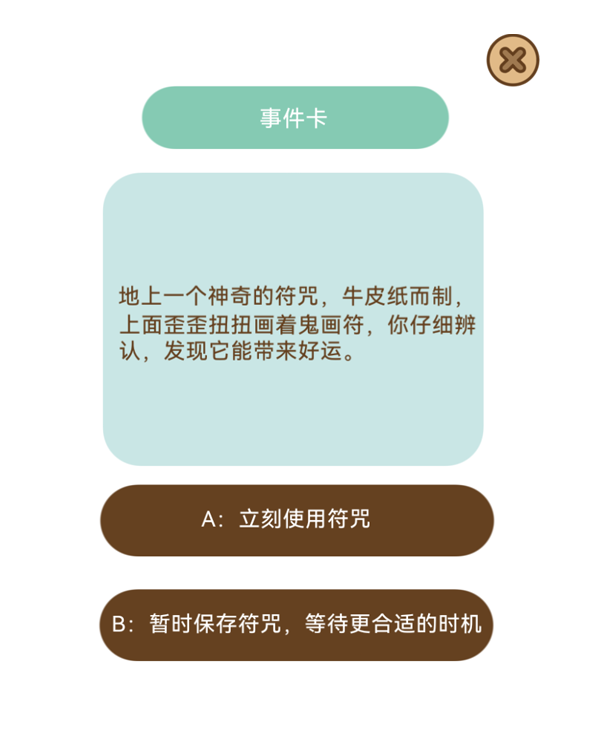 事件卡
地上一个神奇的符咒，牛皮纸而制，
上面歪歪扭扭画着鬼画符，你仔细辨
认，发现它能带来好运。
A：立刻使用符咒
B：暂时保存符咒，等待更合适的时机